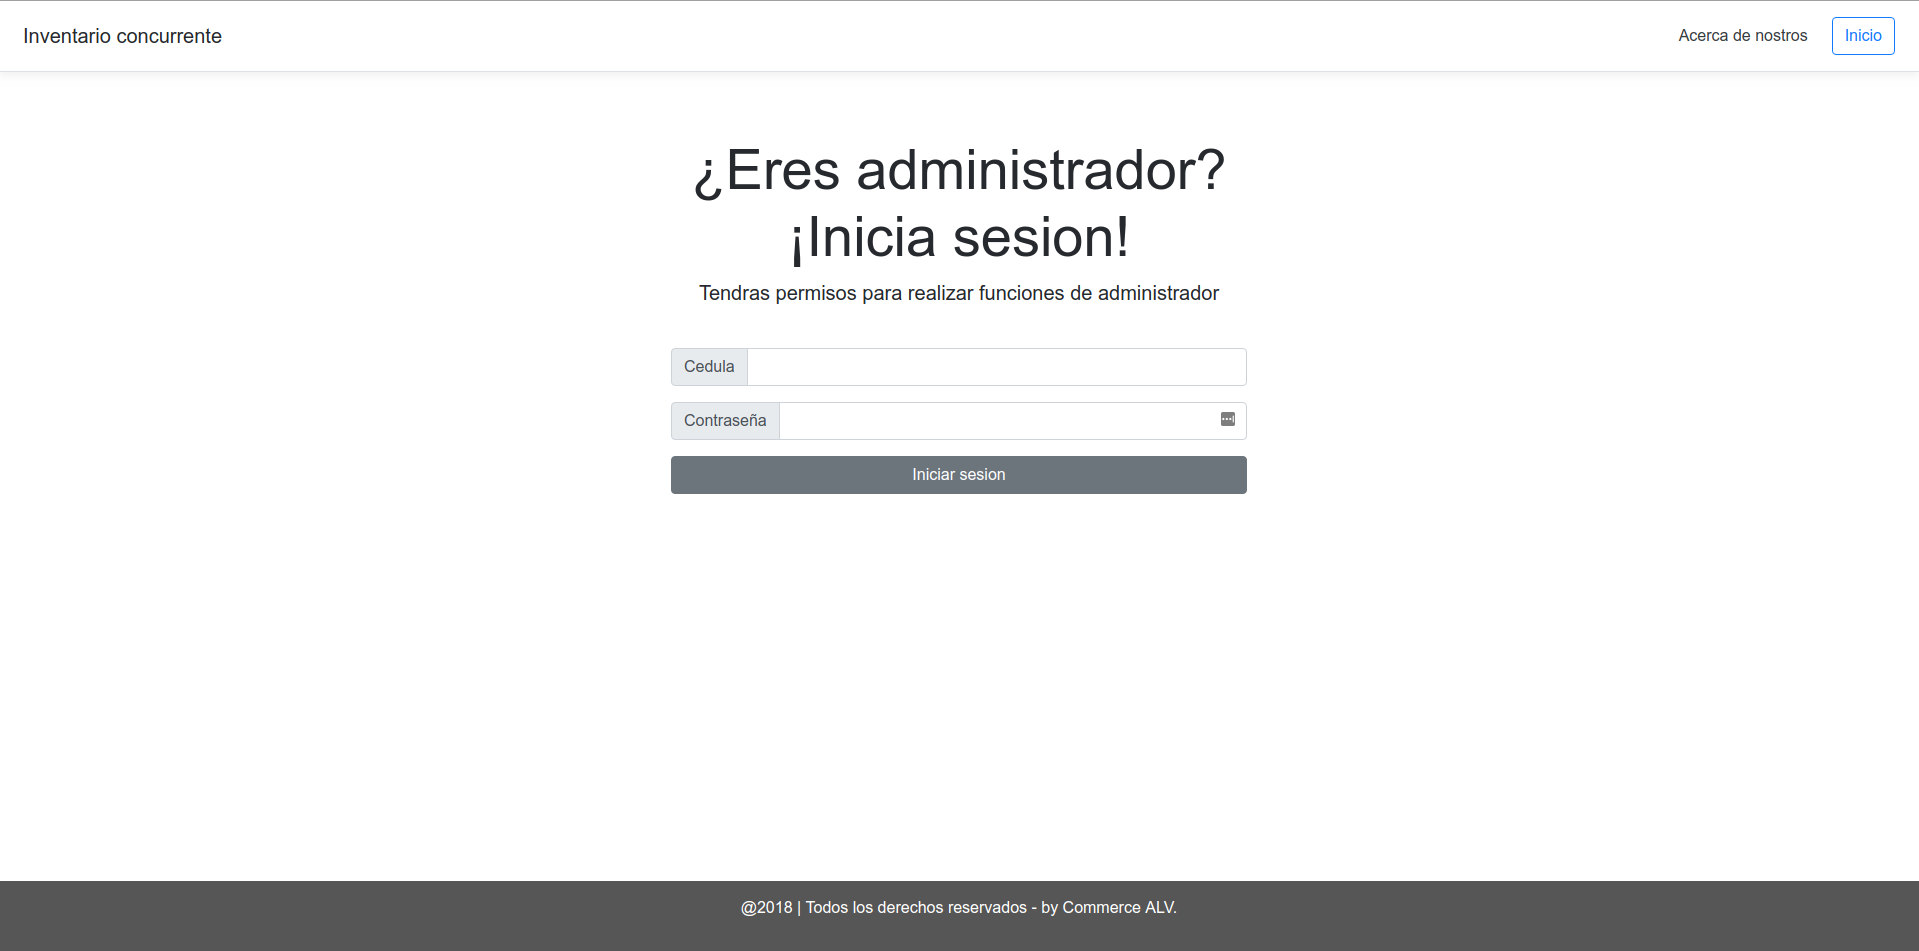 Inventario concurrente
Acerca de nostros
Inicio
¿Eres administrador?
¡Inicia sesion!
Tendras permisos para realizar funciones de administrador
Cedula
Contraseña
Iniciar sesion
@2018 | Todos los derechos reservados - by Commerce ALV.